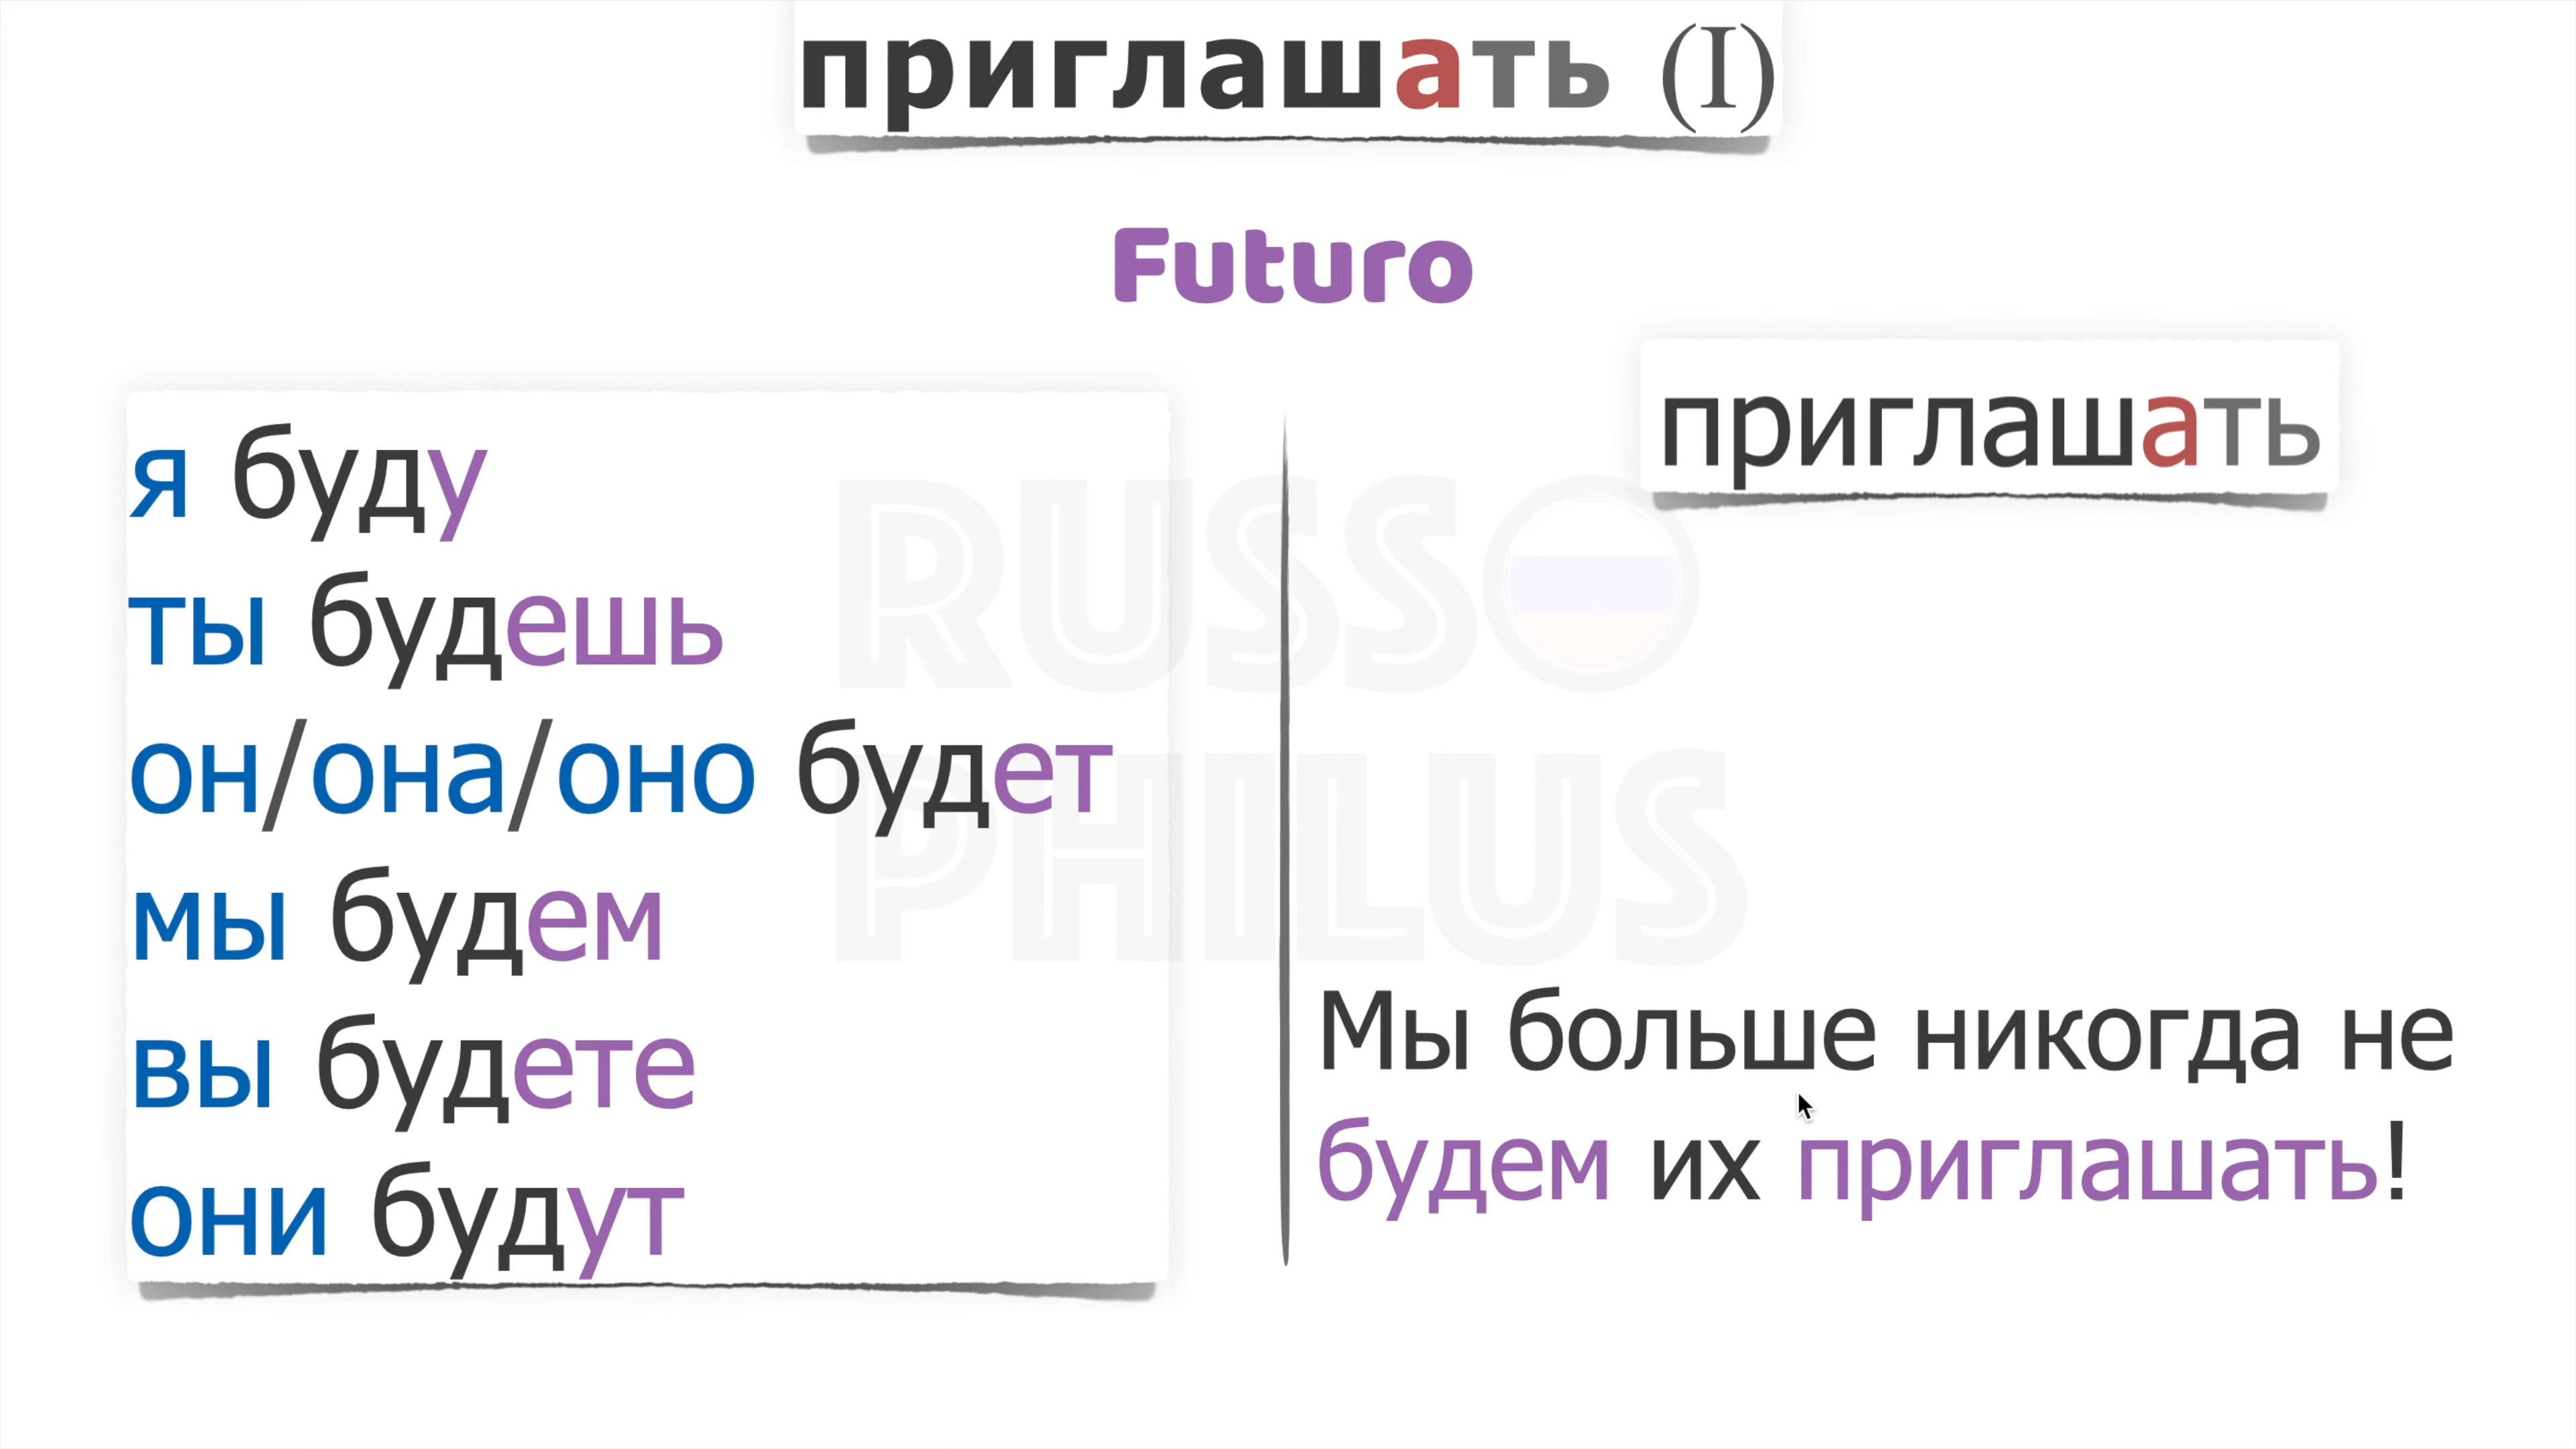 приглашать (I)
Futuro
я буду
ты будешь
он/она/оно будет
мы будем
вы будете
они будут
приглашать
RUSSO
PHILUS
Мы больше никогда не
будем их приглашать!